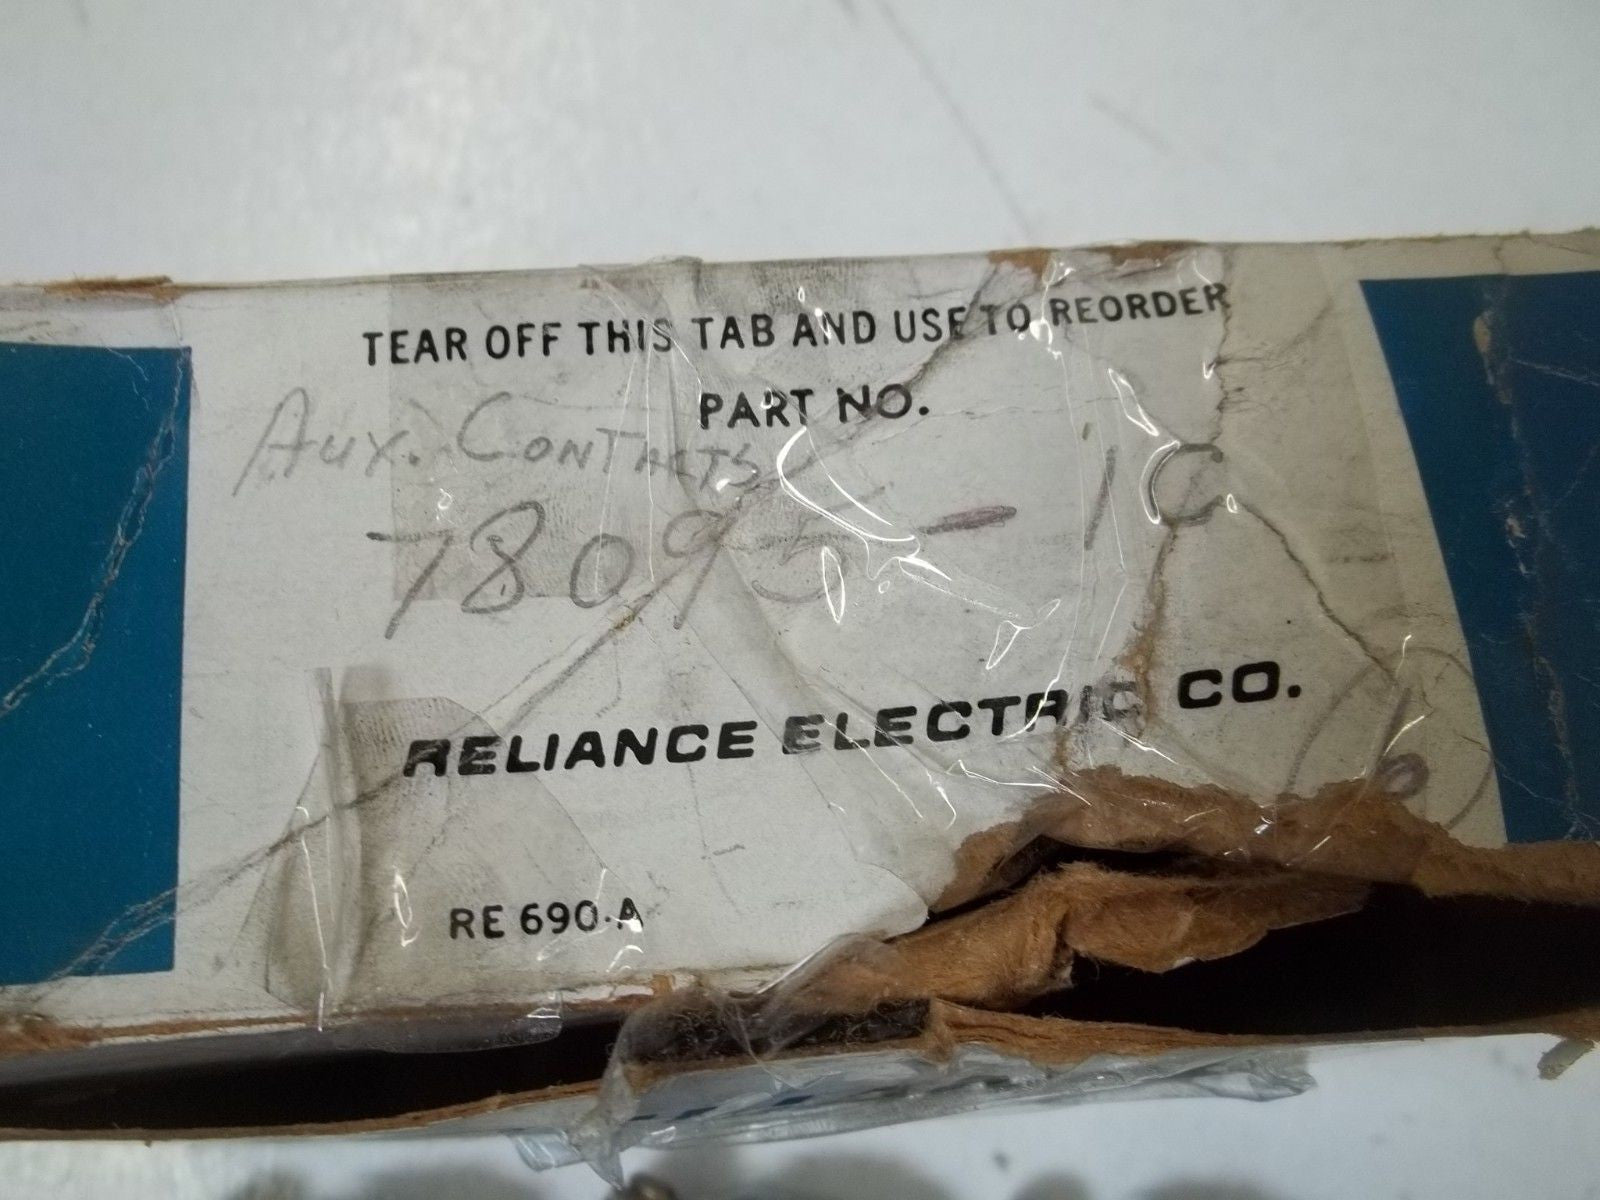 TEAR OFF THIS TAB AND USE TO REORDER
PART NO.
Aux. CONTACTS
78095-1C
RELIANCE ELECTRIC CO.
RE 690-A